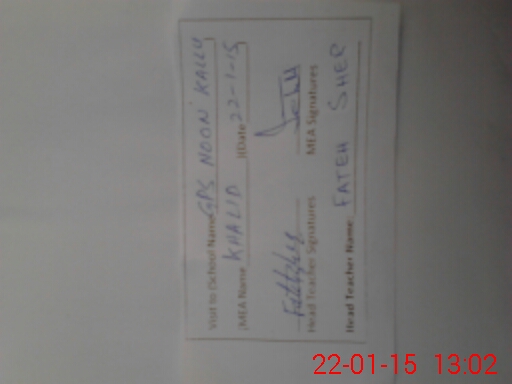 Visit to (School Name) GPS NOON KALLU
(MEA Name KHALID )(Date 22-1-15
Head Teacher Signatures MEA Signatures
Head Teacher Name FATEH SHER
22-01-15 13:02